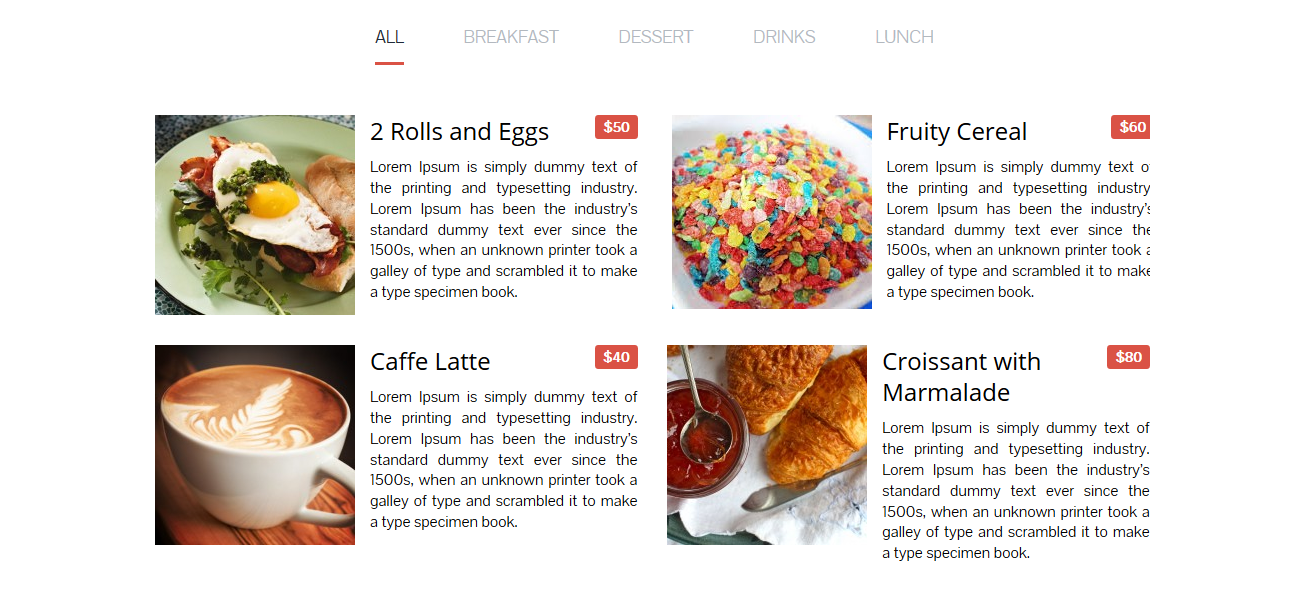 ALL BREAKFAST DESSERT DRINKS LUNCH
2 Rolls and Eggs $50
Lorem Ipsum is simply dummy text of
the printing and typesetting industry.
Lorem Ipsum has been the industry's
standard dummy text ever since the
1500s, when an unknown printer took a
galley of type and scrambled it to make
a type specimen book.
Fruity Cereal $60
Lorem Ipsum is simply dummy text o
the printing and typesetting industry
Lorem Ipsum has been the industry's
standard dummy text ever since the
1500s, when an unknown printer took a
galley of type and scrambled it to make
a type specimen book.
Caffe Latte $40
Lorem Ipsum is simply dummy text of
the printing and typesetting industry.
Lorem Ipsum has been the industry's
standard dummy text ever since the
1500s, when an unknown printer took a
galley of type and scrambled it to make
a type specimen book.
Croissant with $80
Marmalade
Lorem Ipsum is simply dummy text of
the printing and typesetting industry.
Lorem Ipsum has been the industry's
standard dummy text ever since the
1500s, when an unknown printer took a
galley of type and scrambled it to make
a type specimen book.